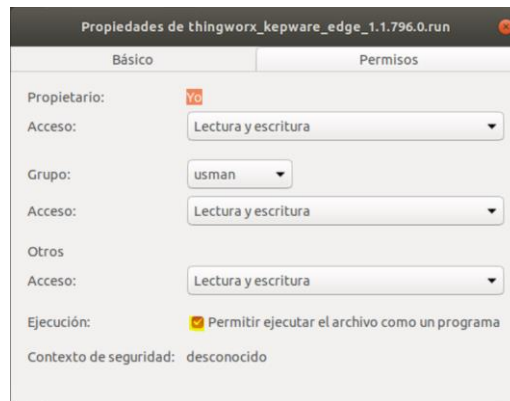 Propiedades de thingworx_kepware_edge_1.1.796.0.run
Básico Permisos
Propietario: Yo
Acceso: Lectura y escritura
Grupo: usman
Acceso: Lectura y escritura
Otros
Acceso: Lectura y escritura
Ejecución: Permitir ejecutar el archivo como un programa
Contexto de seguridad: desconocido